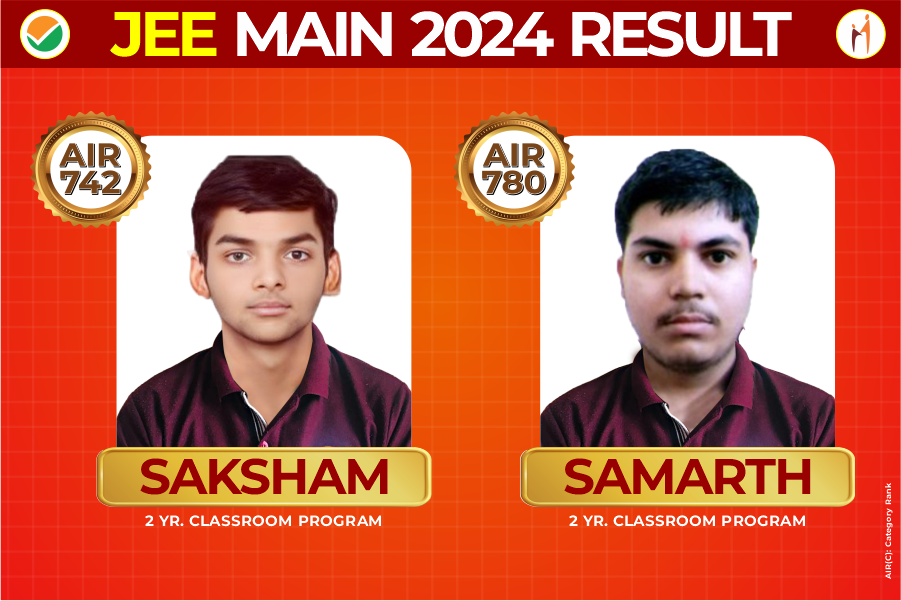 JEE MAIN 2024 RESULT
AIR
742
AIR
780
SAKSHAM
SAMARTH
2 YR. CLASSROOM PROGRAM
2 YR. CLASSROOM PROGRAM
AIR(C): Category Rank